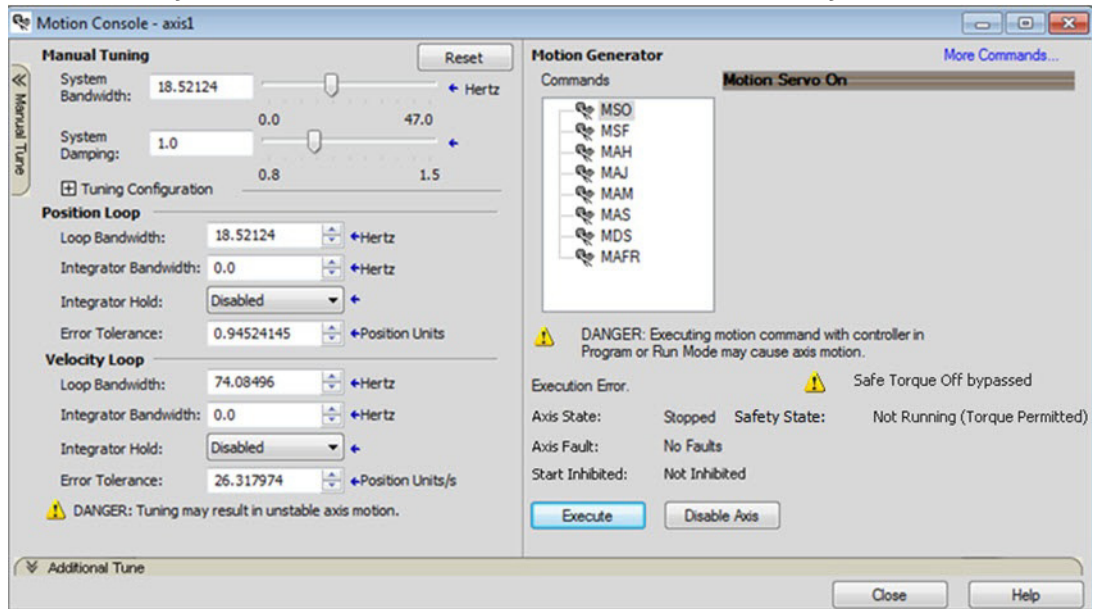 Motion Console - axis1
Manual Tuning
Reset
Manual Tune
System Bandwidth:
18.52124
Hertz
0.0 47.0
System Damping:
1.0
0.8 1.5
Tuning Configuration
Position Loop
Loop Bandwidth: 18.52124 Hertz
Integrator Bandwidth: 0.0 Hertz
Integrator Hold: Disabled
Error Tolerance: 0.94524145 Position Units
Velocity Loop
Loop Bandwidth: 74.08496 Hertz
Integrator Bandwidth: 0.0 Hertz
Integrator Hold: Disabled
Error Tolerance: 26.317974 Position Units/s
DANGER: Tuning may result in unstable axis motion.
Motion Generator
More Commands...
Commands
Motion Servo On
MSO
MSF
MAH
MAJ
MAM
MAS
MDS
MAFR
DANGER: Executing motion command with controller in
Program or Run Mode may cause axis motion.
Execution Error.
Safe Torque Off bypassed
Axis State: Stopped Safety State: Not Running (Torque Permitted)
Axis Fault: No Faults
Start Inhibited: Not Inhibited
Execute Disable Axis
Additional Tune
Close Help